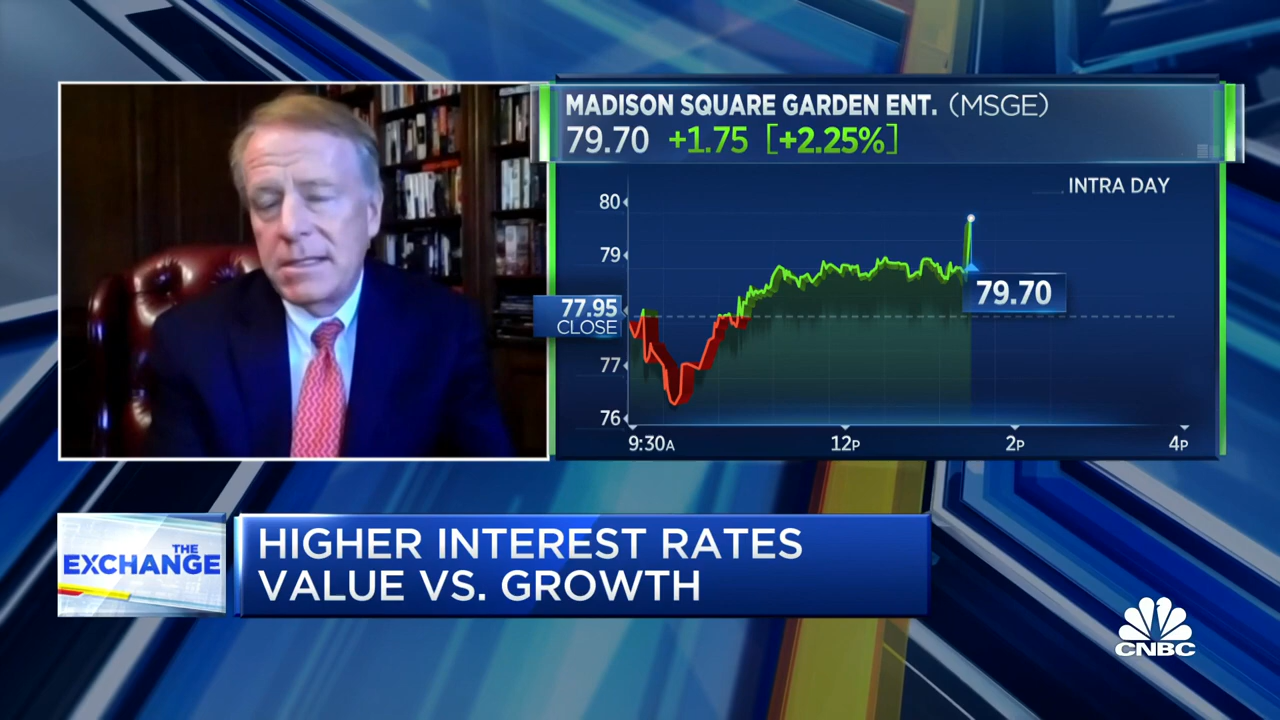 MADISON SQUARE GARDEN ENT. (MSGE)
79.70 +1.75 [+2.25%]
INTRA DAY
80
79
77.95
CLOSE
77
76
79.70
9:30A 12P 2P 4P
THE
EXCHANGE
HIGHER INTEREST RATES
VALUE VS. GROWTH
CNBC